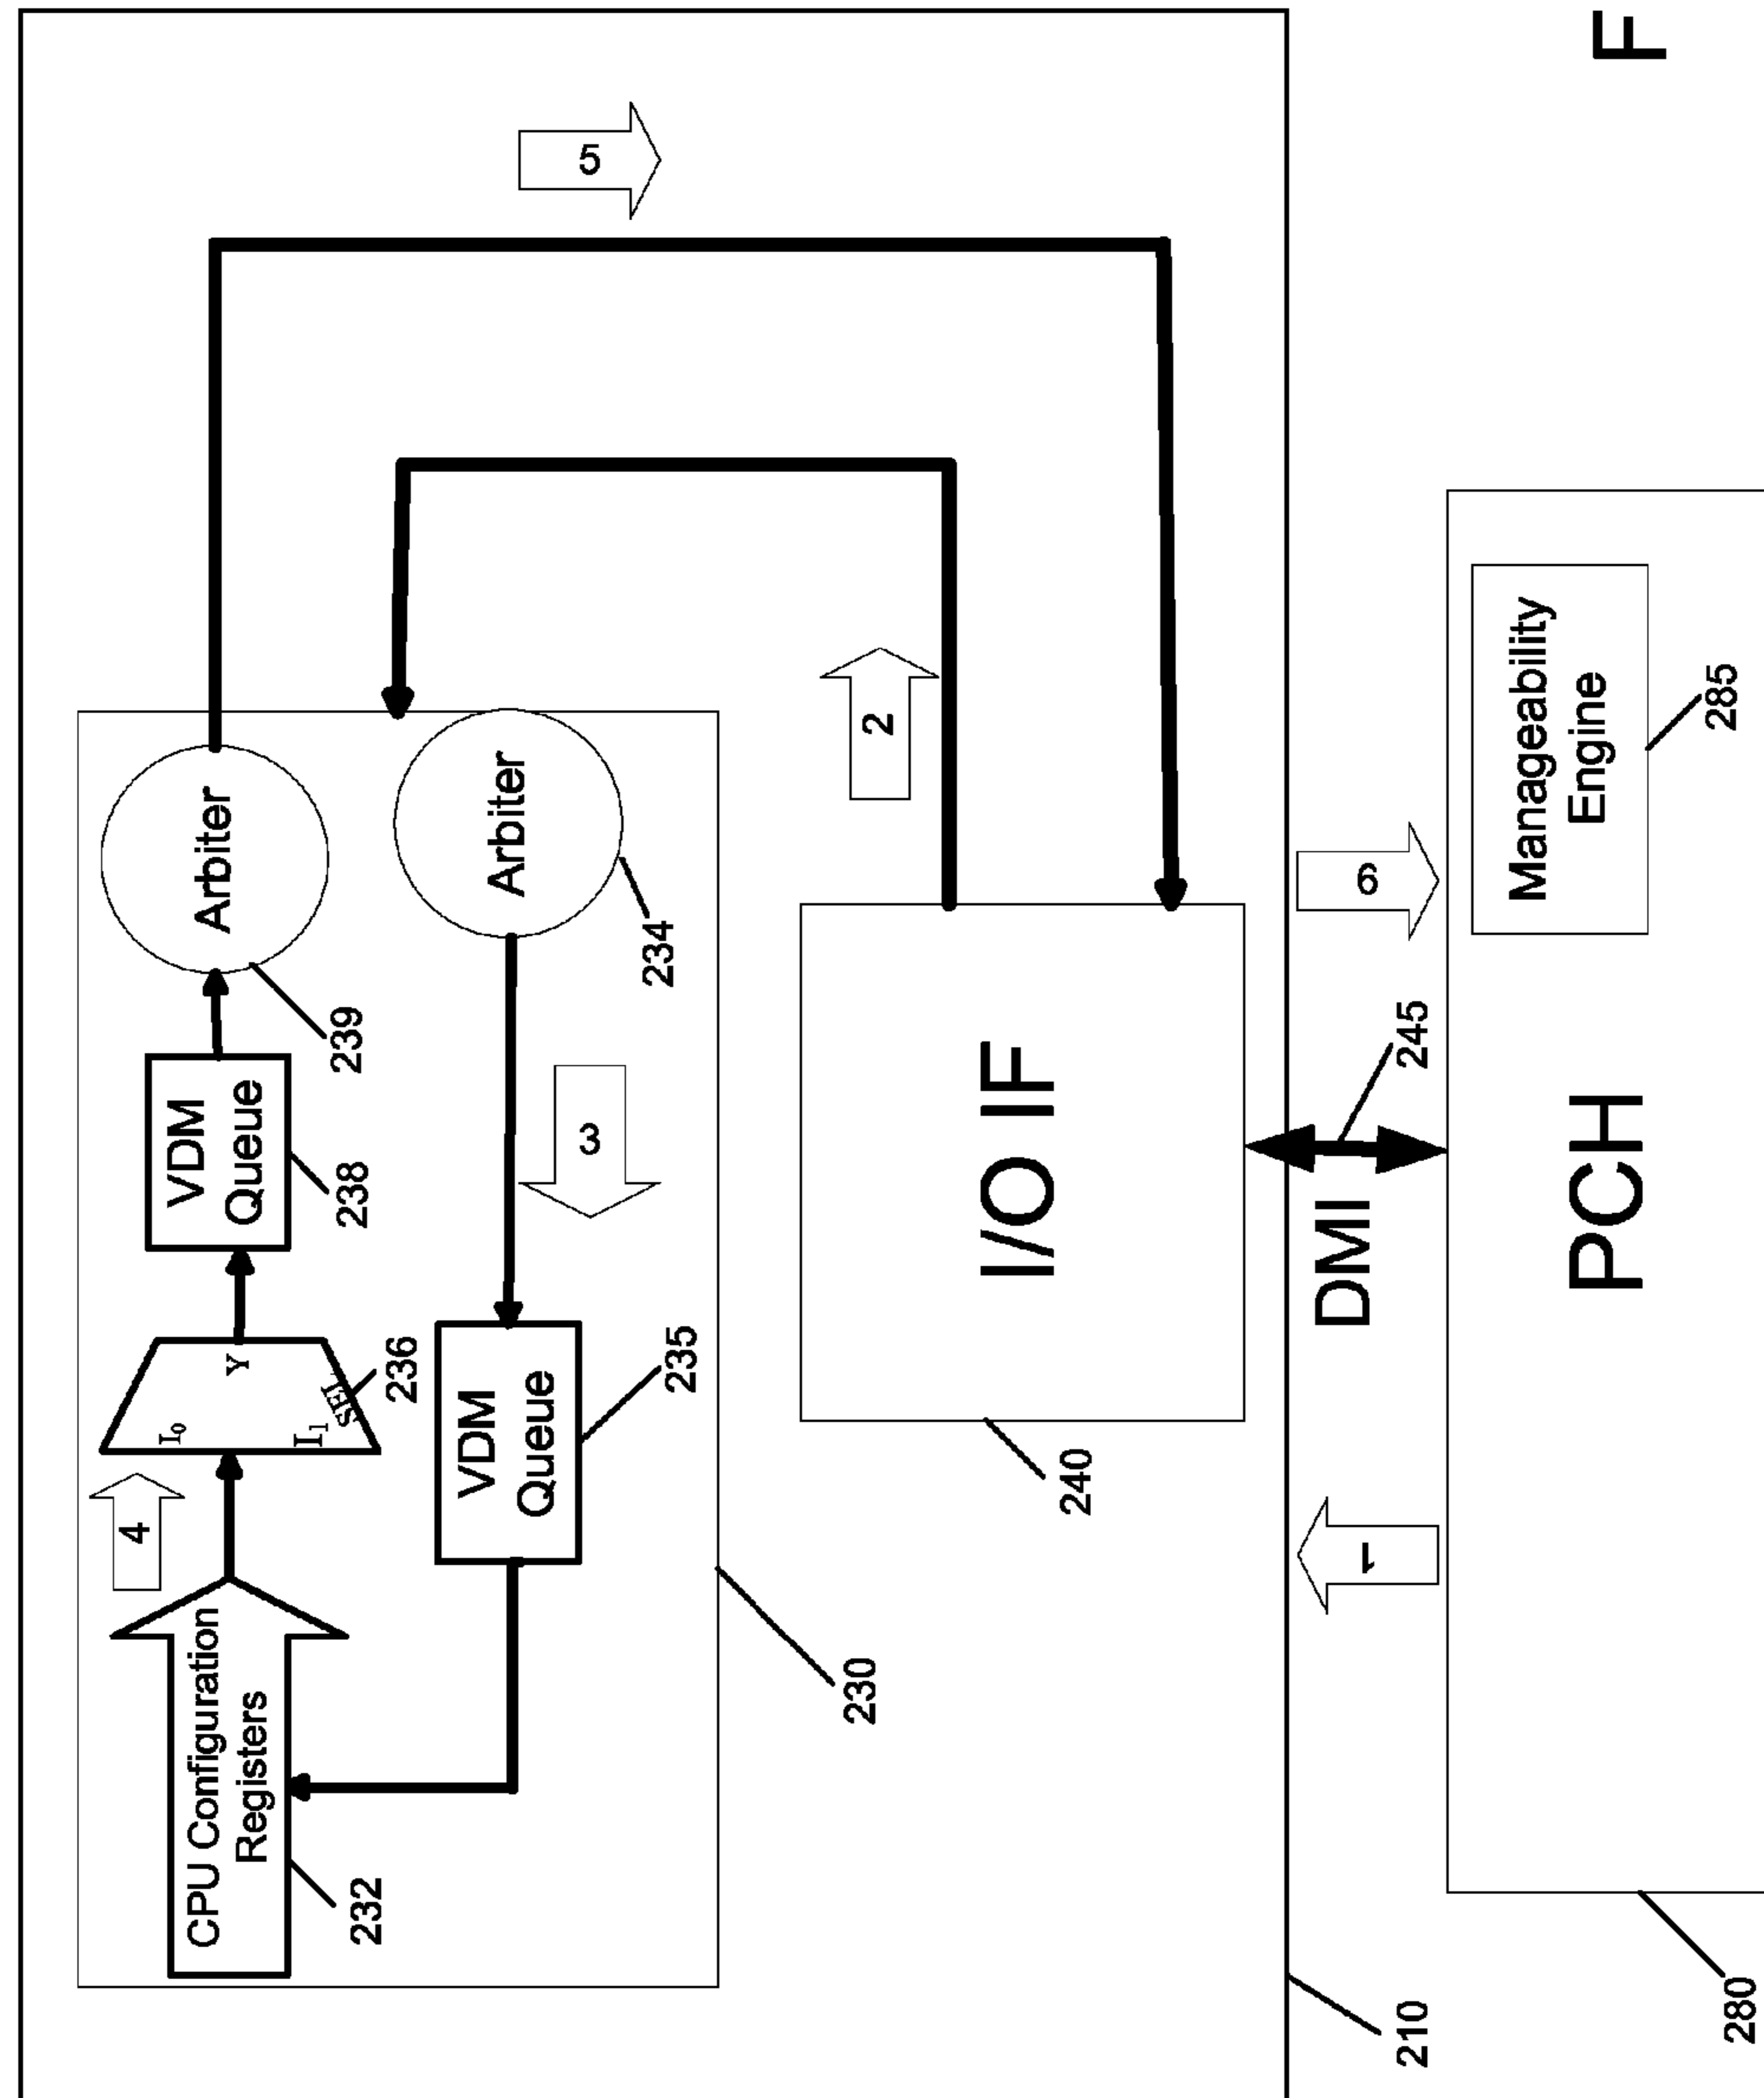 F
5
Arbiter
239
Arbiter
234
VDM
Queue
238
3
2
I₀
I₁
Y
SEL
236
VDM
Queue
235
4
CPU Configuration
Registers
232
230
I/O IF
240
DMI
245
6
1
210
Manageability
Engine
285
PCH
280